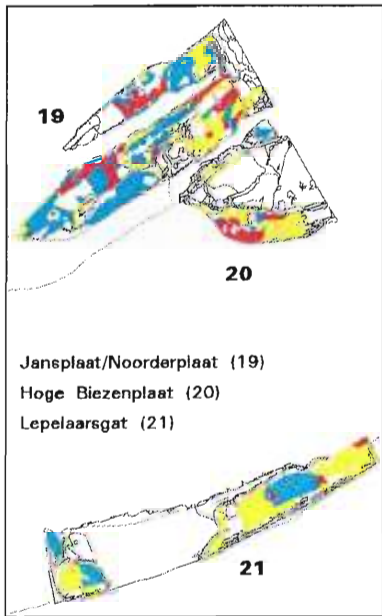 19
20
Jansplaat/Noorderplaat (19)
Hoge Biezenplaat (20)
Lepelaarsgat (21)
21